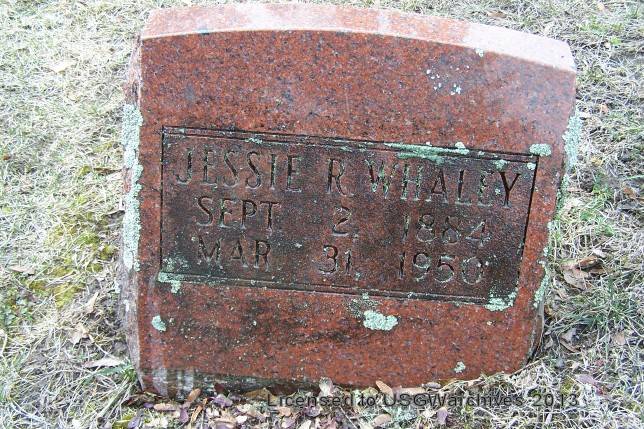 JESSIE R. WHALEY
SEPT 2 1884
MAR 31 1950
Licensed to USGWarchives 2013